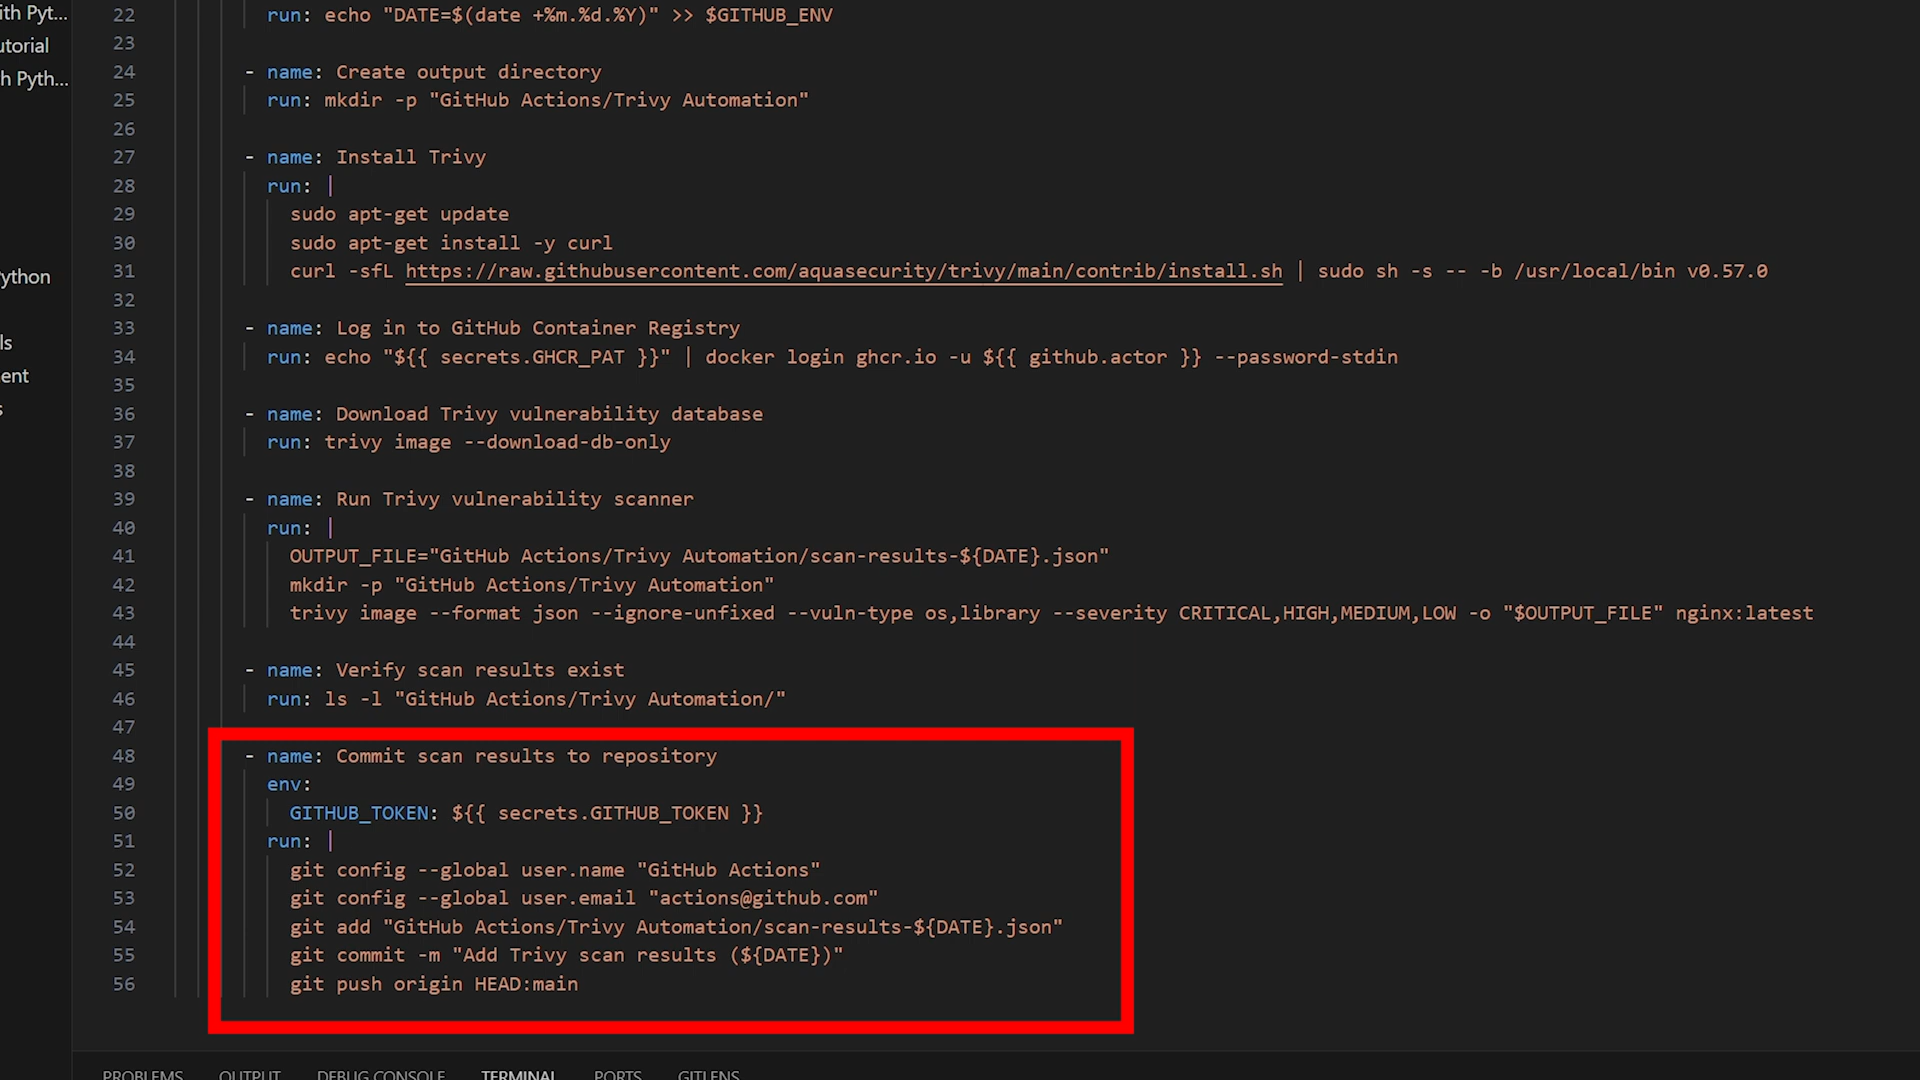 22 run: echo "DATE=$(date +%m.%d.%Y)" >> $GITHUB_ENV
23
24 - name: Create output directory
25 run: mkdir -p "GitHub Actions/Trivy Automation"
26
27 - name: Install Trivy
28 run: |
29 sudo apt-get update
30 sudo apt-get install -y curl
31 curl -sfL https://raw.githubusercontent.com/aquasecurity/trivy/main/contrib/install.sh | sudo sh -s -- -b /usr/local/bin v0.57.0
32
33 - name: Log in to GitHub Container Registry
34 run: echo "${{ secrets.GHCR_PAT }}" | docker login ghcr.io -u ${{ github.actor }} --password-stdin
35
36 - name: Download Trivy vulnerability database
37 run: trivy image --download-db-only
38
39 - name: Run Trivy vulnerability scanner
40 run: |
41 OUTPUT_FILE="GitHub Actions/Trivy Automation/scan-results-${DATE}.json"
42 mkdir -p "GitHub Actions/Trivy Automation"
43 trivy image --format json --ignore-unfixed --vuln-type os,library --severity CRITICAL,HIGH,MEDIUM,LOW -o "$OUTPUT_FILE" nginx:latest
44
45 - name: Verify scan results exist
46 run: ls -l "GitHub Actions/Trivy Automation/"
47
48 - name: Commit scan results to repository
49 env:
50 GITHUB_TOKEN: ${{ secrets.GITHUB_TOKEN }}
51 run: |
52 git config --global user.name "GitHub Actions"
53 git config --global user.email "actions@github.com"
54 git add "GitHub Actions/Trivy Automation/scan-results-${DATE}.json"
55 git commit -m "Add Trivy scan results (${DATE})"
56 git push origin HEAD:main
PROBLEMS OUTPUT DEBUG CONSOLE TERMINAL PORTS GITLENS